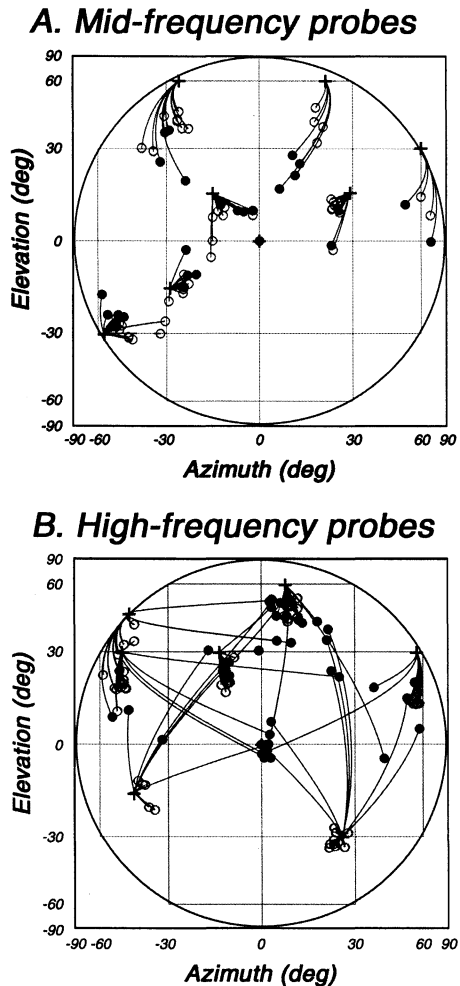 A. Mid-frequency probes
90
60
30
0
-30
-60
-90
Elevation (deg)
-90 -60 -30 0 30 60 90
Azimuth (deg)
B. High-frequency probes
90
60
30
0
-30
-60
-90
Elevation (deg)
-90 -60 -30 0 30 60 90
Azimuth (deg)